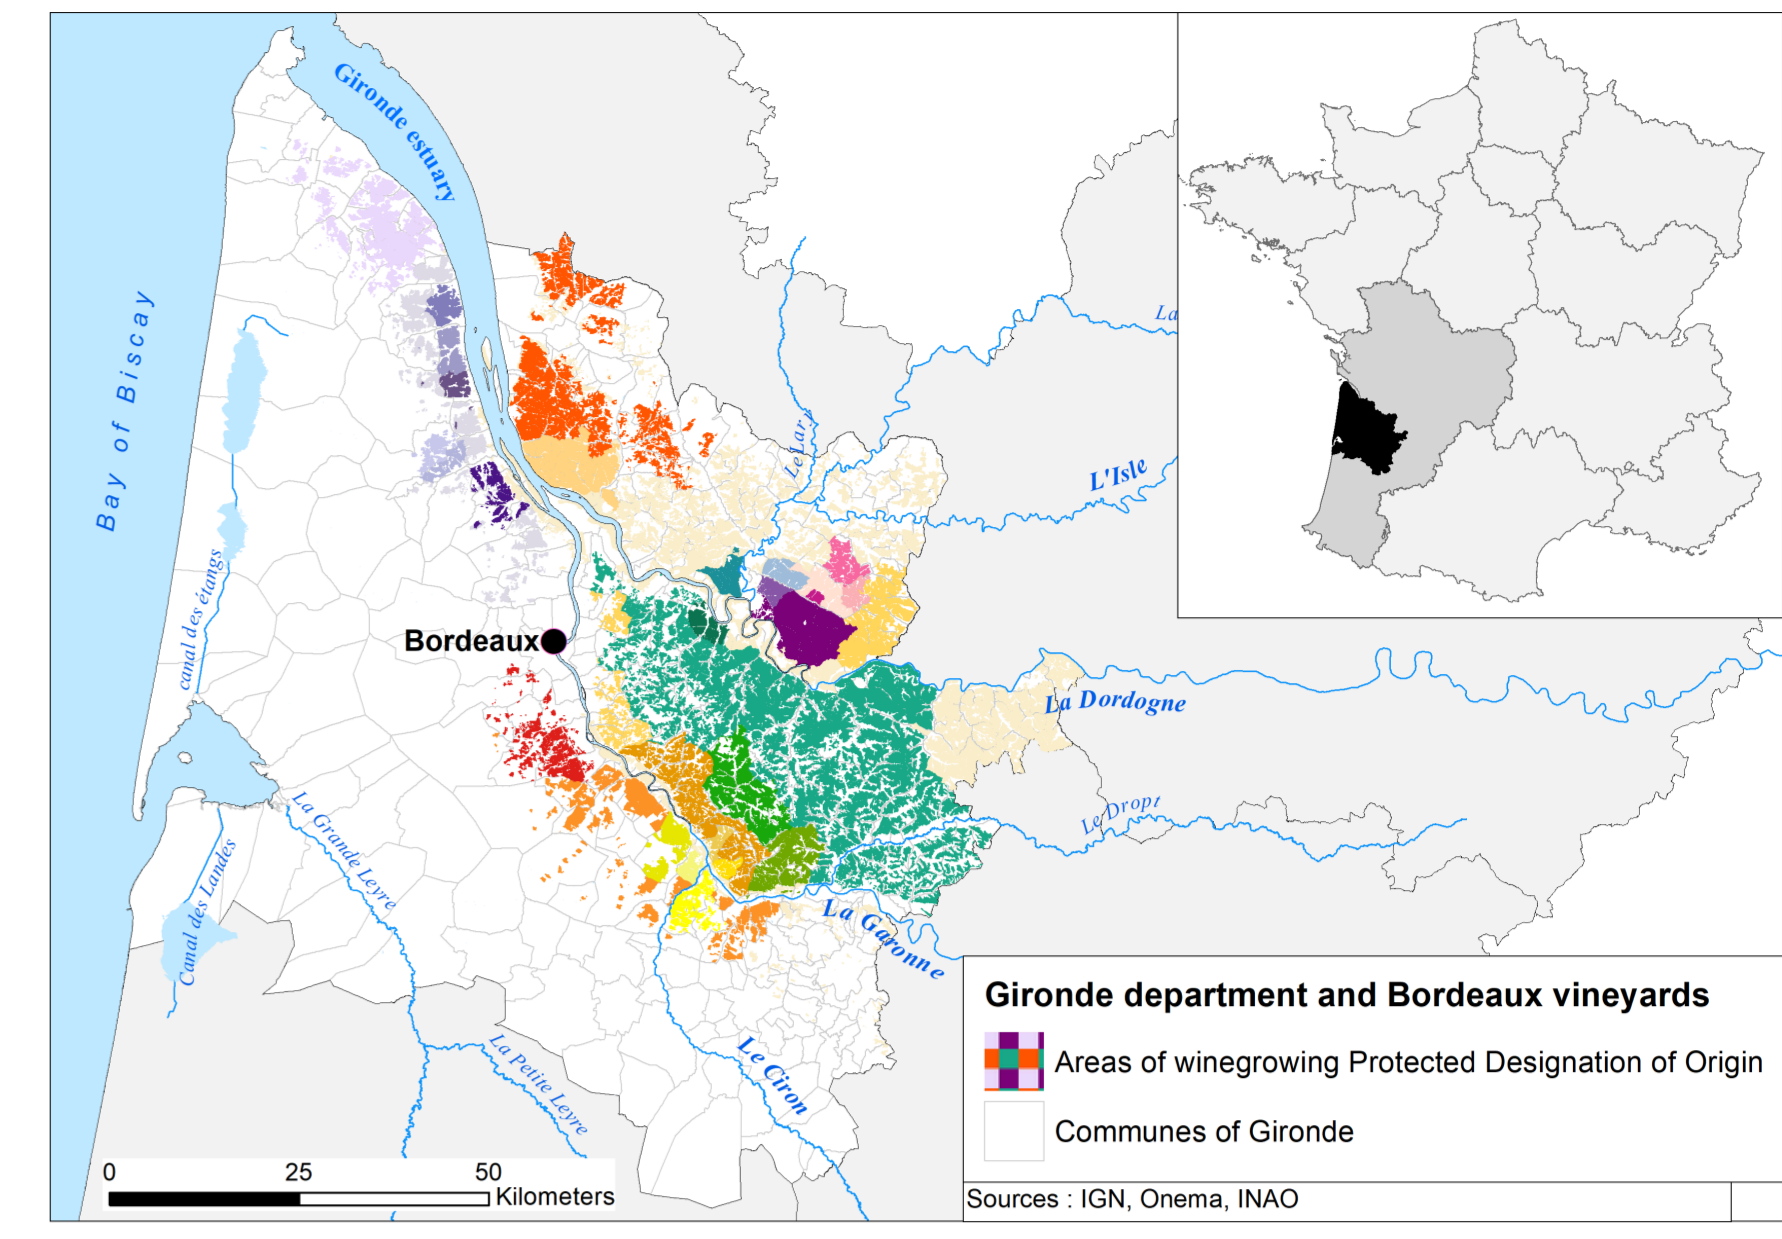 Gironde estuary
Bay of Biscay
La
Le Lary
L'Isle
canal des étangs
Bordeaux
La Dordogne
La Grande Leyre
Le Dropt
Canal des Landes
La Garonne
Le Ciron
La Petite Leyre
0 25 50
Kilometers
Gironde department and Bordeaux vineyards
Areas of winegrowing Protected Designation of Origin
Communes of Gironde
Sources : IGN, Onema, INAO